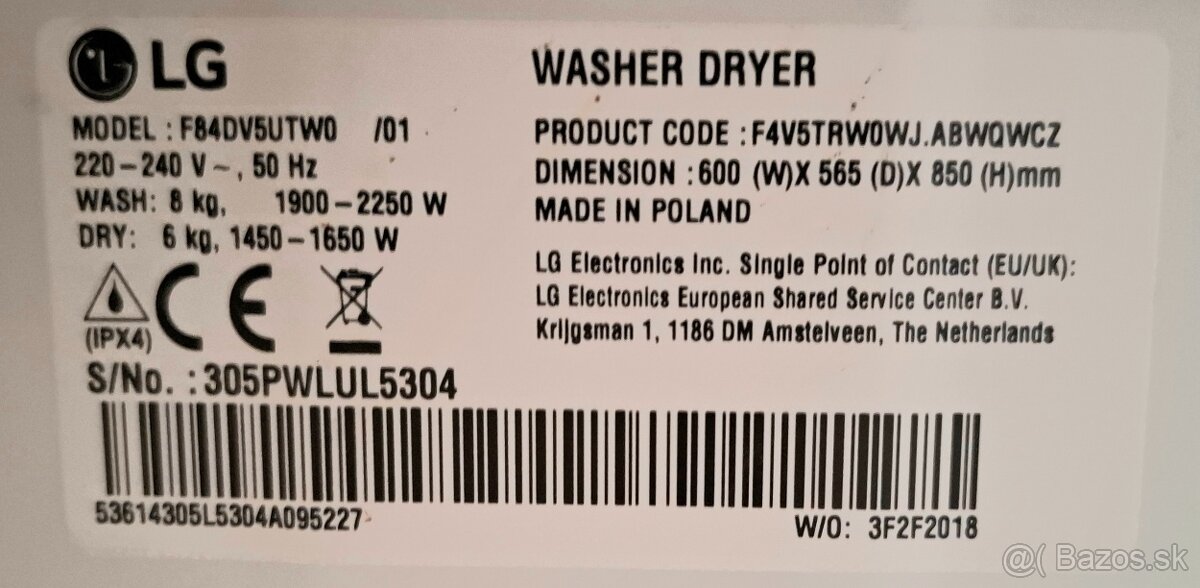 LG
MODEL : F84DV5UTW0 /01
220-240 V~, 50 Hz
WASH: 8 kg, 1900-2250 W
DRY: 6 kg, 1450-1650 W
(IPX4)
S/No. : 305PWLUL5304
53614305L5304A095227
WASHER DRYER
PRODUCT CODE : F4V5TRW0WJ.ABWQWCZ
DIMENSION : 600 (W)X 565 (D)X 850 (H)mm
MADE IN POLAND
LG Electronics Inc. Single Point of Contact (EU/UK):
LG Electronics European Shared Service Center B.V.
Krijgsman 1, 1186 DM Amstelveen, The Netherlands
W/O: 3F2F2018
@( Bazos.sk